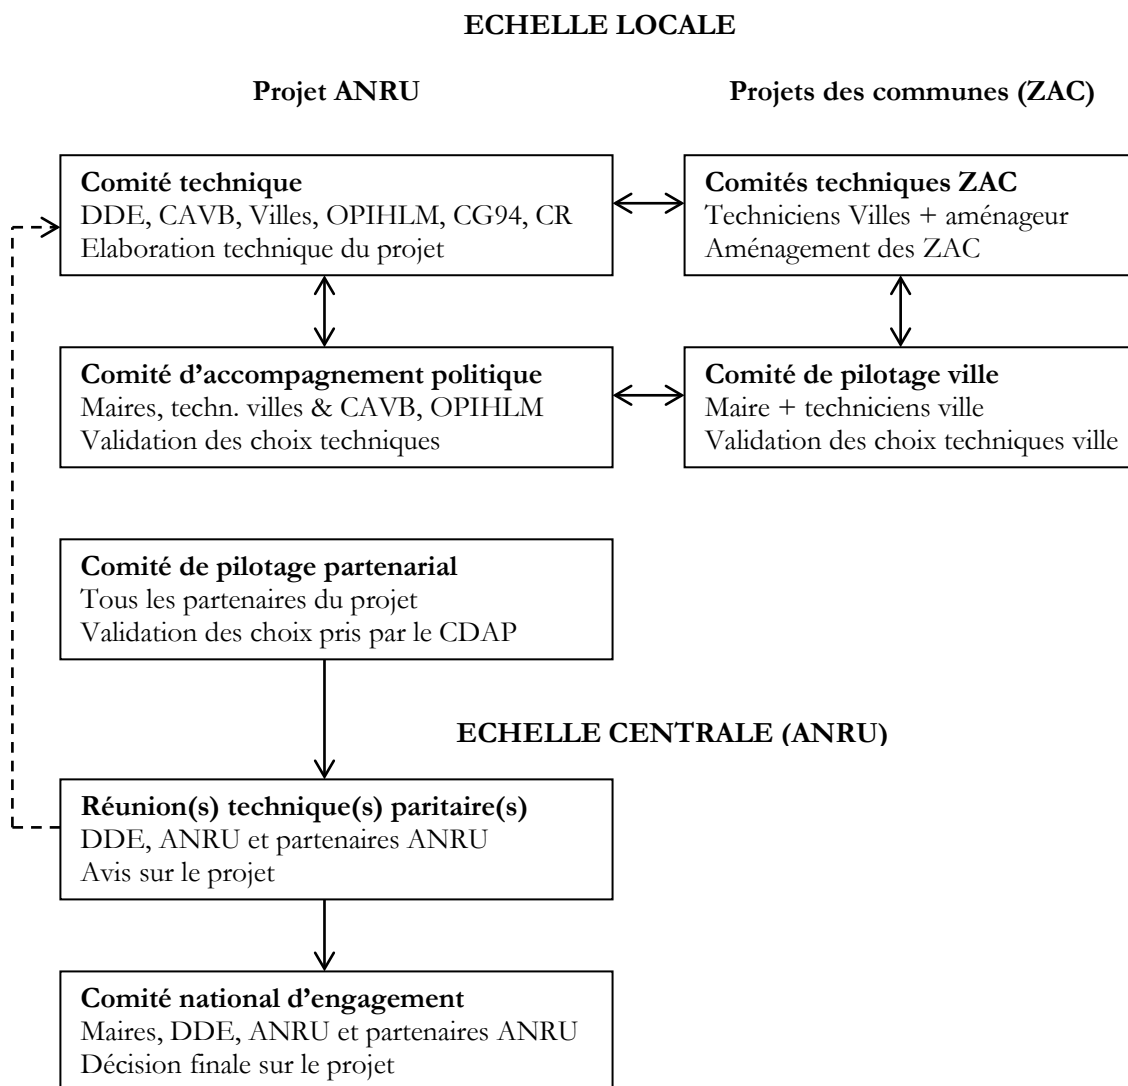 ECHELLE LOCALE
Projet ANRU
Projets des communes (ZAC)
Comité technique
DDE, CAVB, Villes, OPIHLM, CG94, CR
Elaboration technique du projet
Comités techniques ZAC
Techniciens Villes + aménageur
Aménagement des ZAC
Comité d'accompagnement politique
Maires, techn. villes & CAVB, OPIHLM
Validation des choix techniques
Comité de pilotage ville
Maire + techniciens ville
Validation des choix techniques ville
Comité de pilotage partenarial
Tous les partenaires du projet
Validation des choix pris par le CDAP
ECHELLE CENTRALE (ANRU)
Réunion(s) technique(s) paritaire(s)
DDE, ANRU et partenaires ANRU
Avis sur le projet
Comité national d'engagement
Maires, DDE, ANRU et partenaires ANRU
Décision finale sur le projet